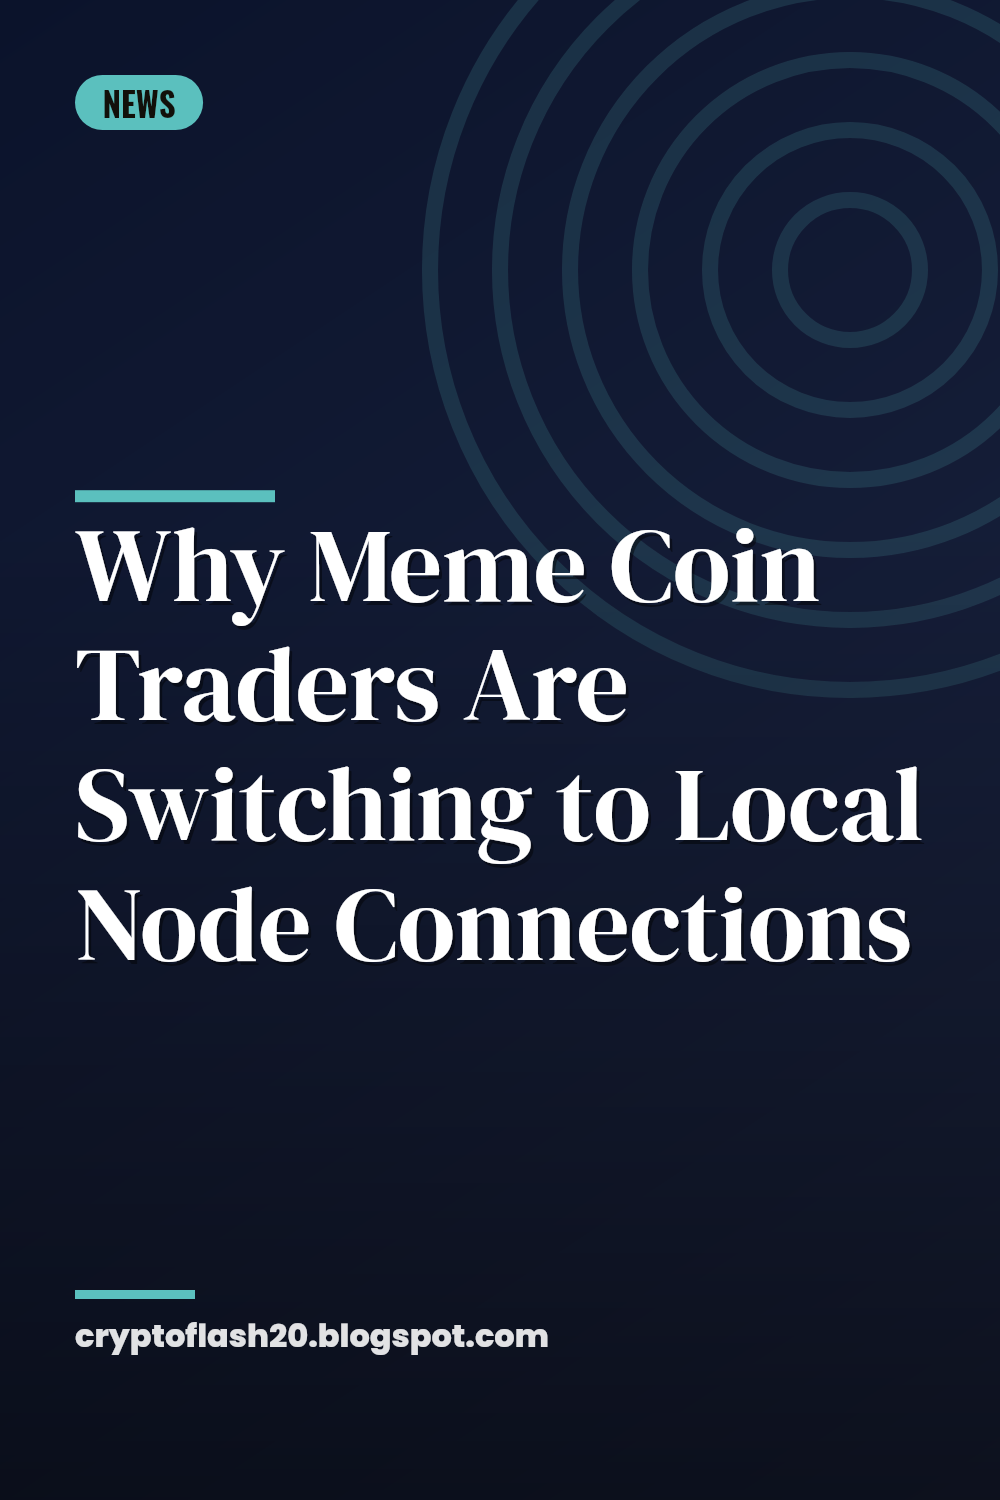 NEWS
Why Meme Coin
Traders Are
Switching to Local
Node Connections
cryptoflash20.blogspot.com